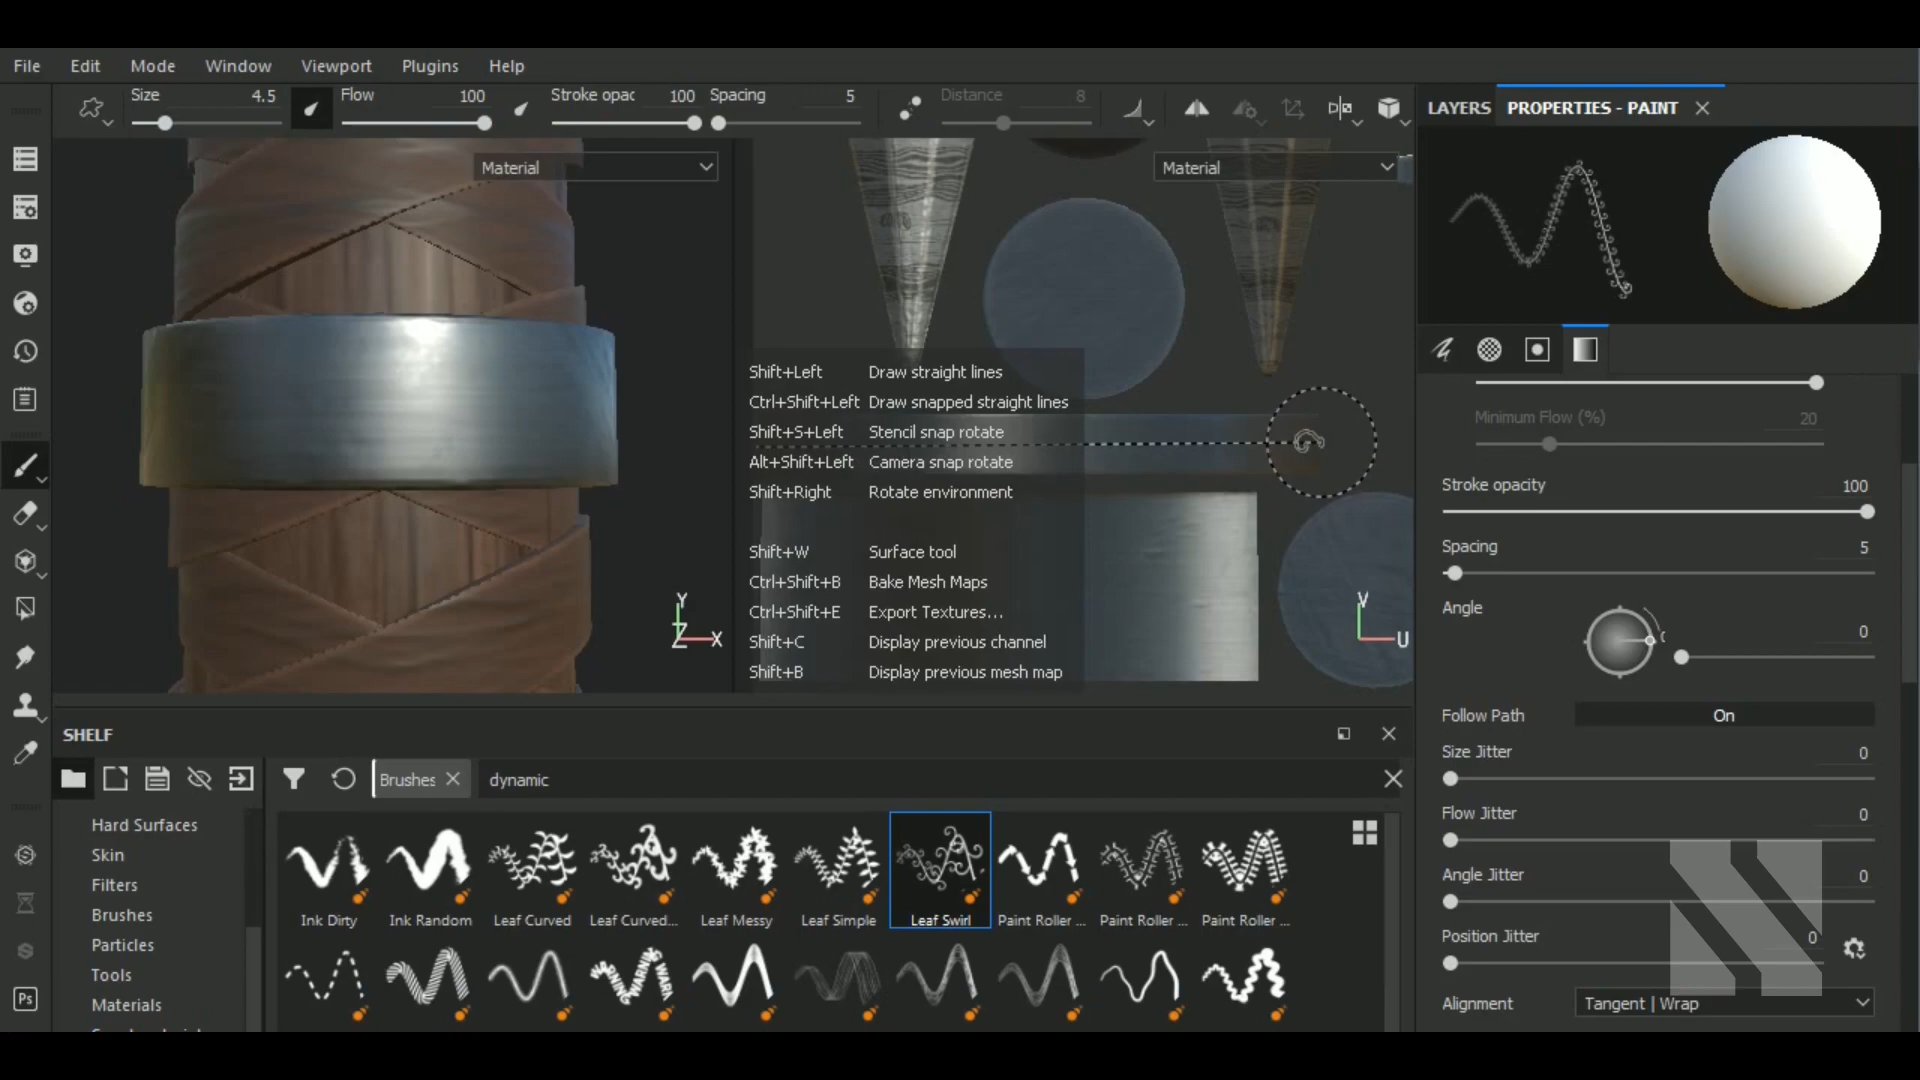 File Edit Mode Window Viewport Plugins Help
Size 4.5 Flow 100 Stroke opac 100 Spacing 5 Distance 8
LAYERS PROPERTIES - PAINT
Material
Material
Shift+Left Draw straight lines
Ctrl+Shift+Left Draw snapped straight lines
Shift+S+Left Stencil snap rotate
Alt+Shift+Left Camera snap rotate
Shift+Right Rotate environment
Shift+W Surface tool
Ctrl+Shift+B Bake Mesh Maps
Ctrl+Shift+E Export Textures...
Shift+C Display previous channel
Shift+B Display previous mesh map
Y
Z X
V
U
Minimum Flow (%) 20
Stroke opacity 100
Spacing 5
Angle 0
Follow Path On
Size Jitter 0
Flow Jitter 0
Angle Jitter 0
Position Jitter 0
Alignment Tangent | Wrap
SHELF
Brushes dynamic
Hard Surfaces
Skin
Filters
Brushes
Particles
Tools
Materials
Ink Dirty Ink Random Leaf Curved Leaf Curved... Leaf Messy Leaf Simple Leaf Swirl Paint Roller ... Paint Roller ... Paint Roller ...
Ps